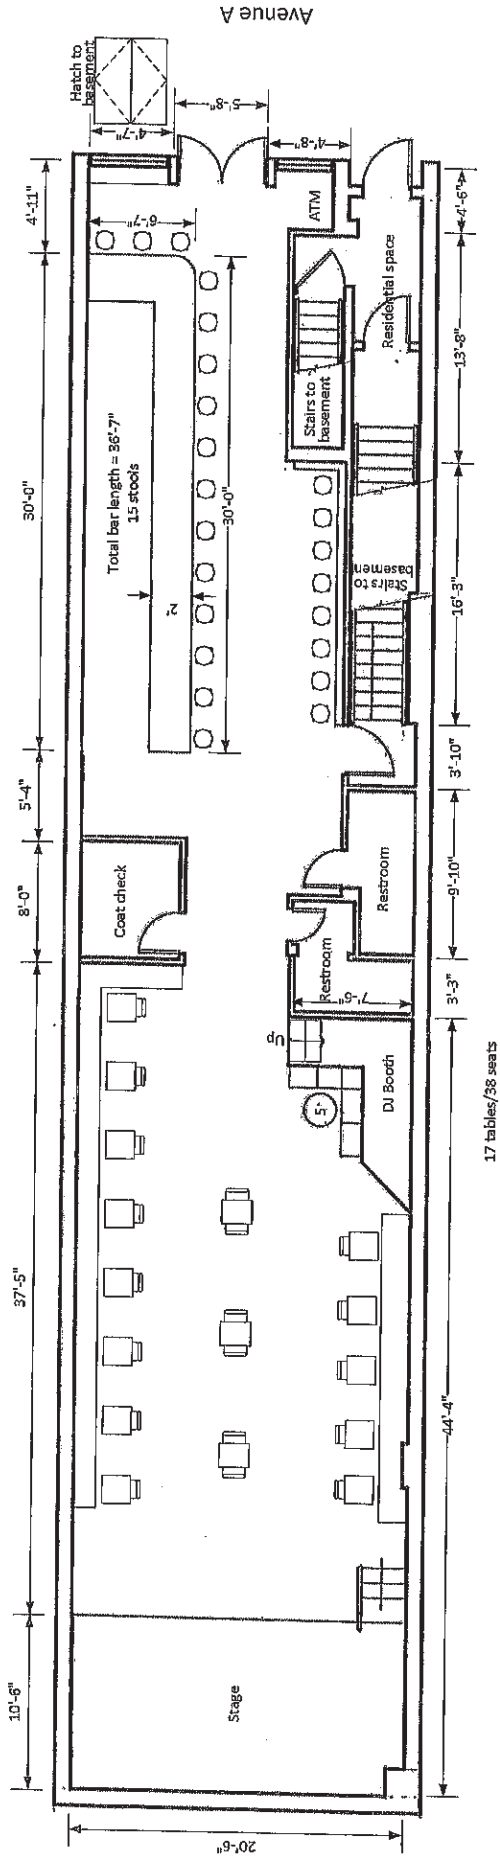 Avenue A
Hatch to
basement
4'-7"
5'-8"
4'-8"
4'-11"
6'-7"
ATM
4'-6"
Residential space
13'-8"
Stairs to
basement
30'-0"
Total bar length = 36'-7"
15 stools
30'-0"
2'
Stairs to
basemen
16'-3"
5'-4"
3'-10"
8'-0"
Coat check
Restroom
9'-10"
Restroom
7'-6"
3'-3"
Up
DJ Booth
5'
17 tables/38 seats
37'-5"
44'-4"
10'-6"
Stage
20'-6"